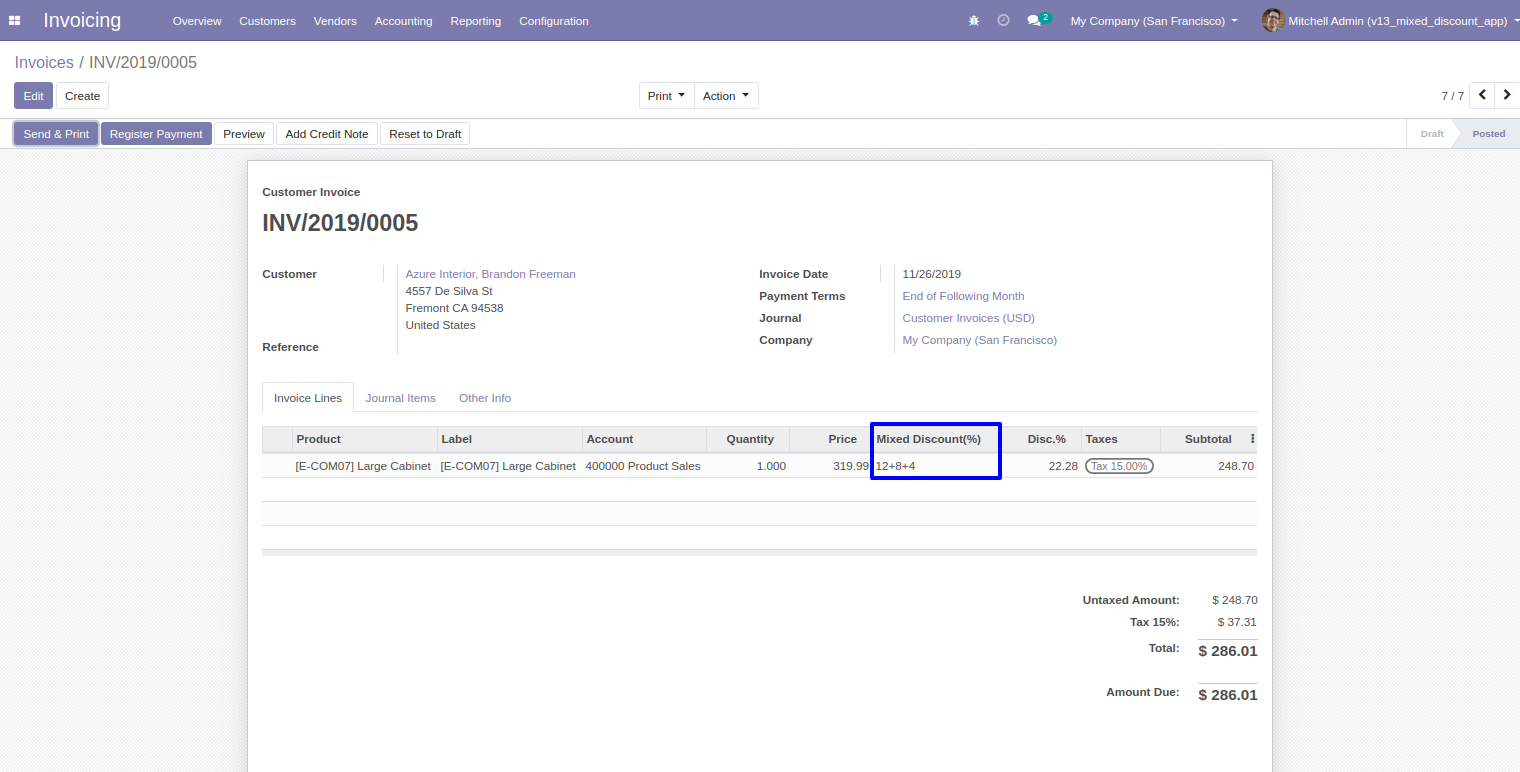 Invoicing Overview Customers Vendors Accounting Reporting Configuration 2 My Company (San Francisco) Mitchell Admin (v13_mixed_discount_app)
Invoices / INV/2019/0005
Edit Create Print Action 7 / 7
Send & Print Register Payment Preview Add Credit Note Reset to Draft Draft Posted
Customer Invoice
INV/2019/0005
Customer Azure Interior, Brandon Freeman
4557 De Silva St
Fremont CA 94538
United States
Reference
Invoice Date 11/26/2019
Payment Terms End of Following Month
Journal Customer Invoices (USD)
Company My Company (San Francisco)
Invoice Lines Journal Items Other Info
Product Label Account Quantity Price Mixed Discount(%) Disc.% Taxes Subtotal
[E-COM07] Large Cabinet [E-COM07] Large Cabinet 400000 Product Sales 1.000 319.99 12+8+4 22.28 Tax 15.00% 248.70
Untaxed Amount: $ 248.70
Tax 15%: $ 37.31
Total: $ 286.01
Amount Due: $ 286.01